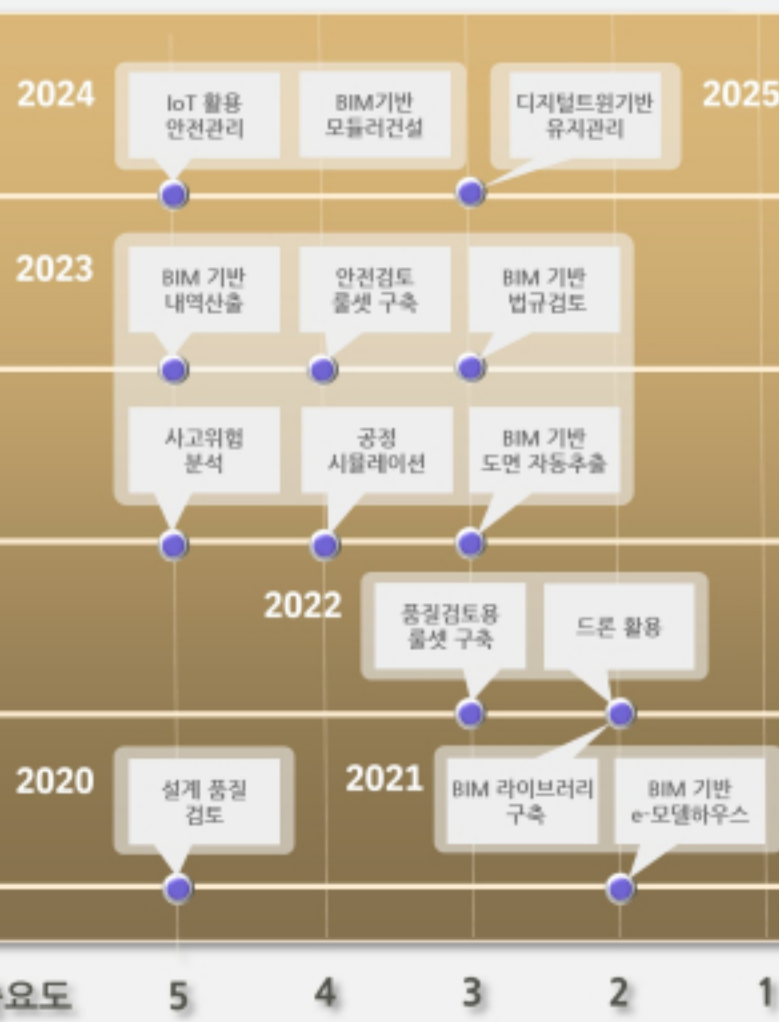 2024
IoT 활용
안전관리
BIM기반
모듈러건설
디지털트윈기반
유지관리
2025
2023
BIM 기반
내역산출
안전검토
룰셋 구축
BIM 기반
법규검토
사고위험
분석
공정
시뮬레이션
BIM 기반
도면 자동추출
2022
품질검토용
룰셋 구축
드론 활용
2020
설계 품질
검토
2021
BIM 라이브러리
구축
BIM 기반
e-모델하우스
요도 5 4 3 2 1